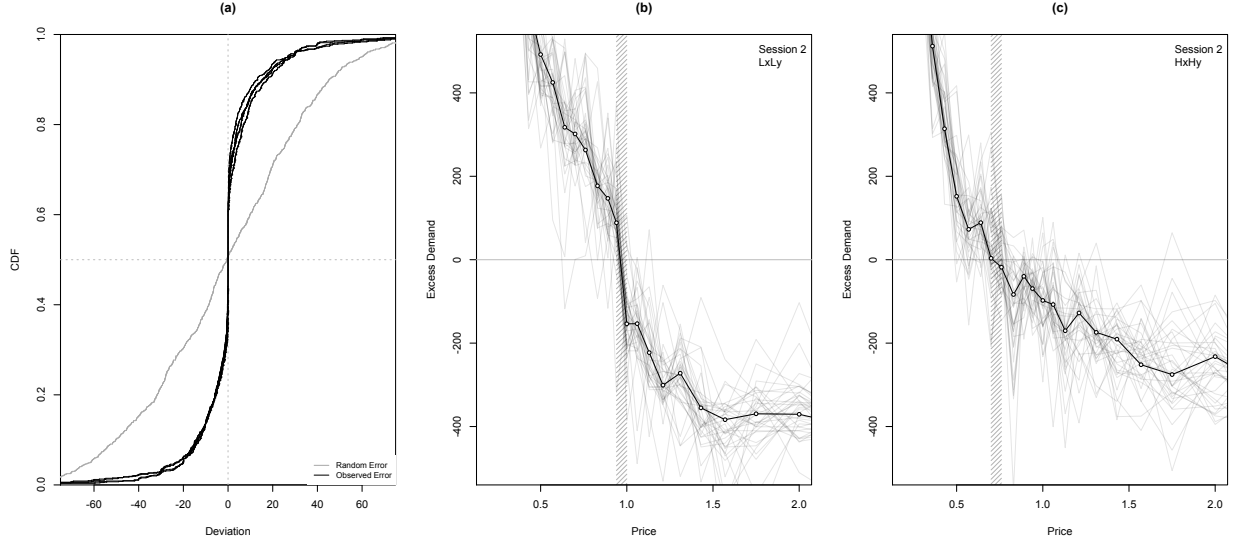 (a)
CDF
1.0
0.8
0.6
0.4
0.2
0.0
-60
-40
-20
0
20
40
60
Deviation
Random Error
Observed Error
(b)
Session 2
LxLy
Excess Demand
400
200
0
-200
400
0.5
1.0
1.5
2.0
Price
(c)
Session 2
HxHy
Excess Demand
400
200
0
-200
400
0.5
1.0
1.5
2.0
Price